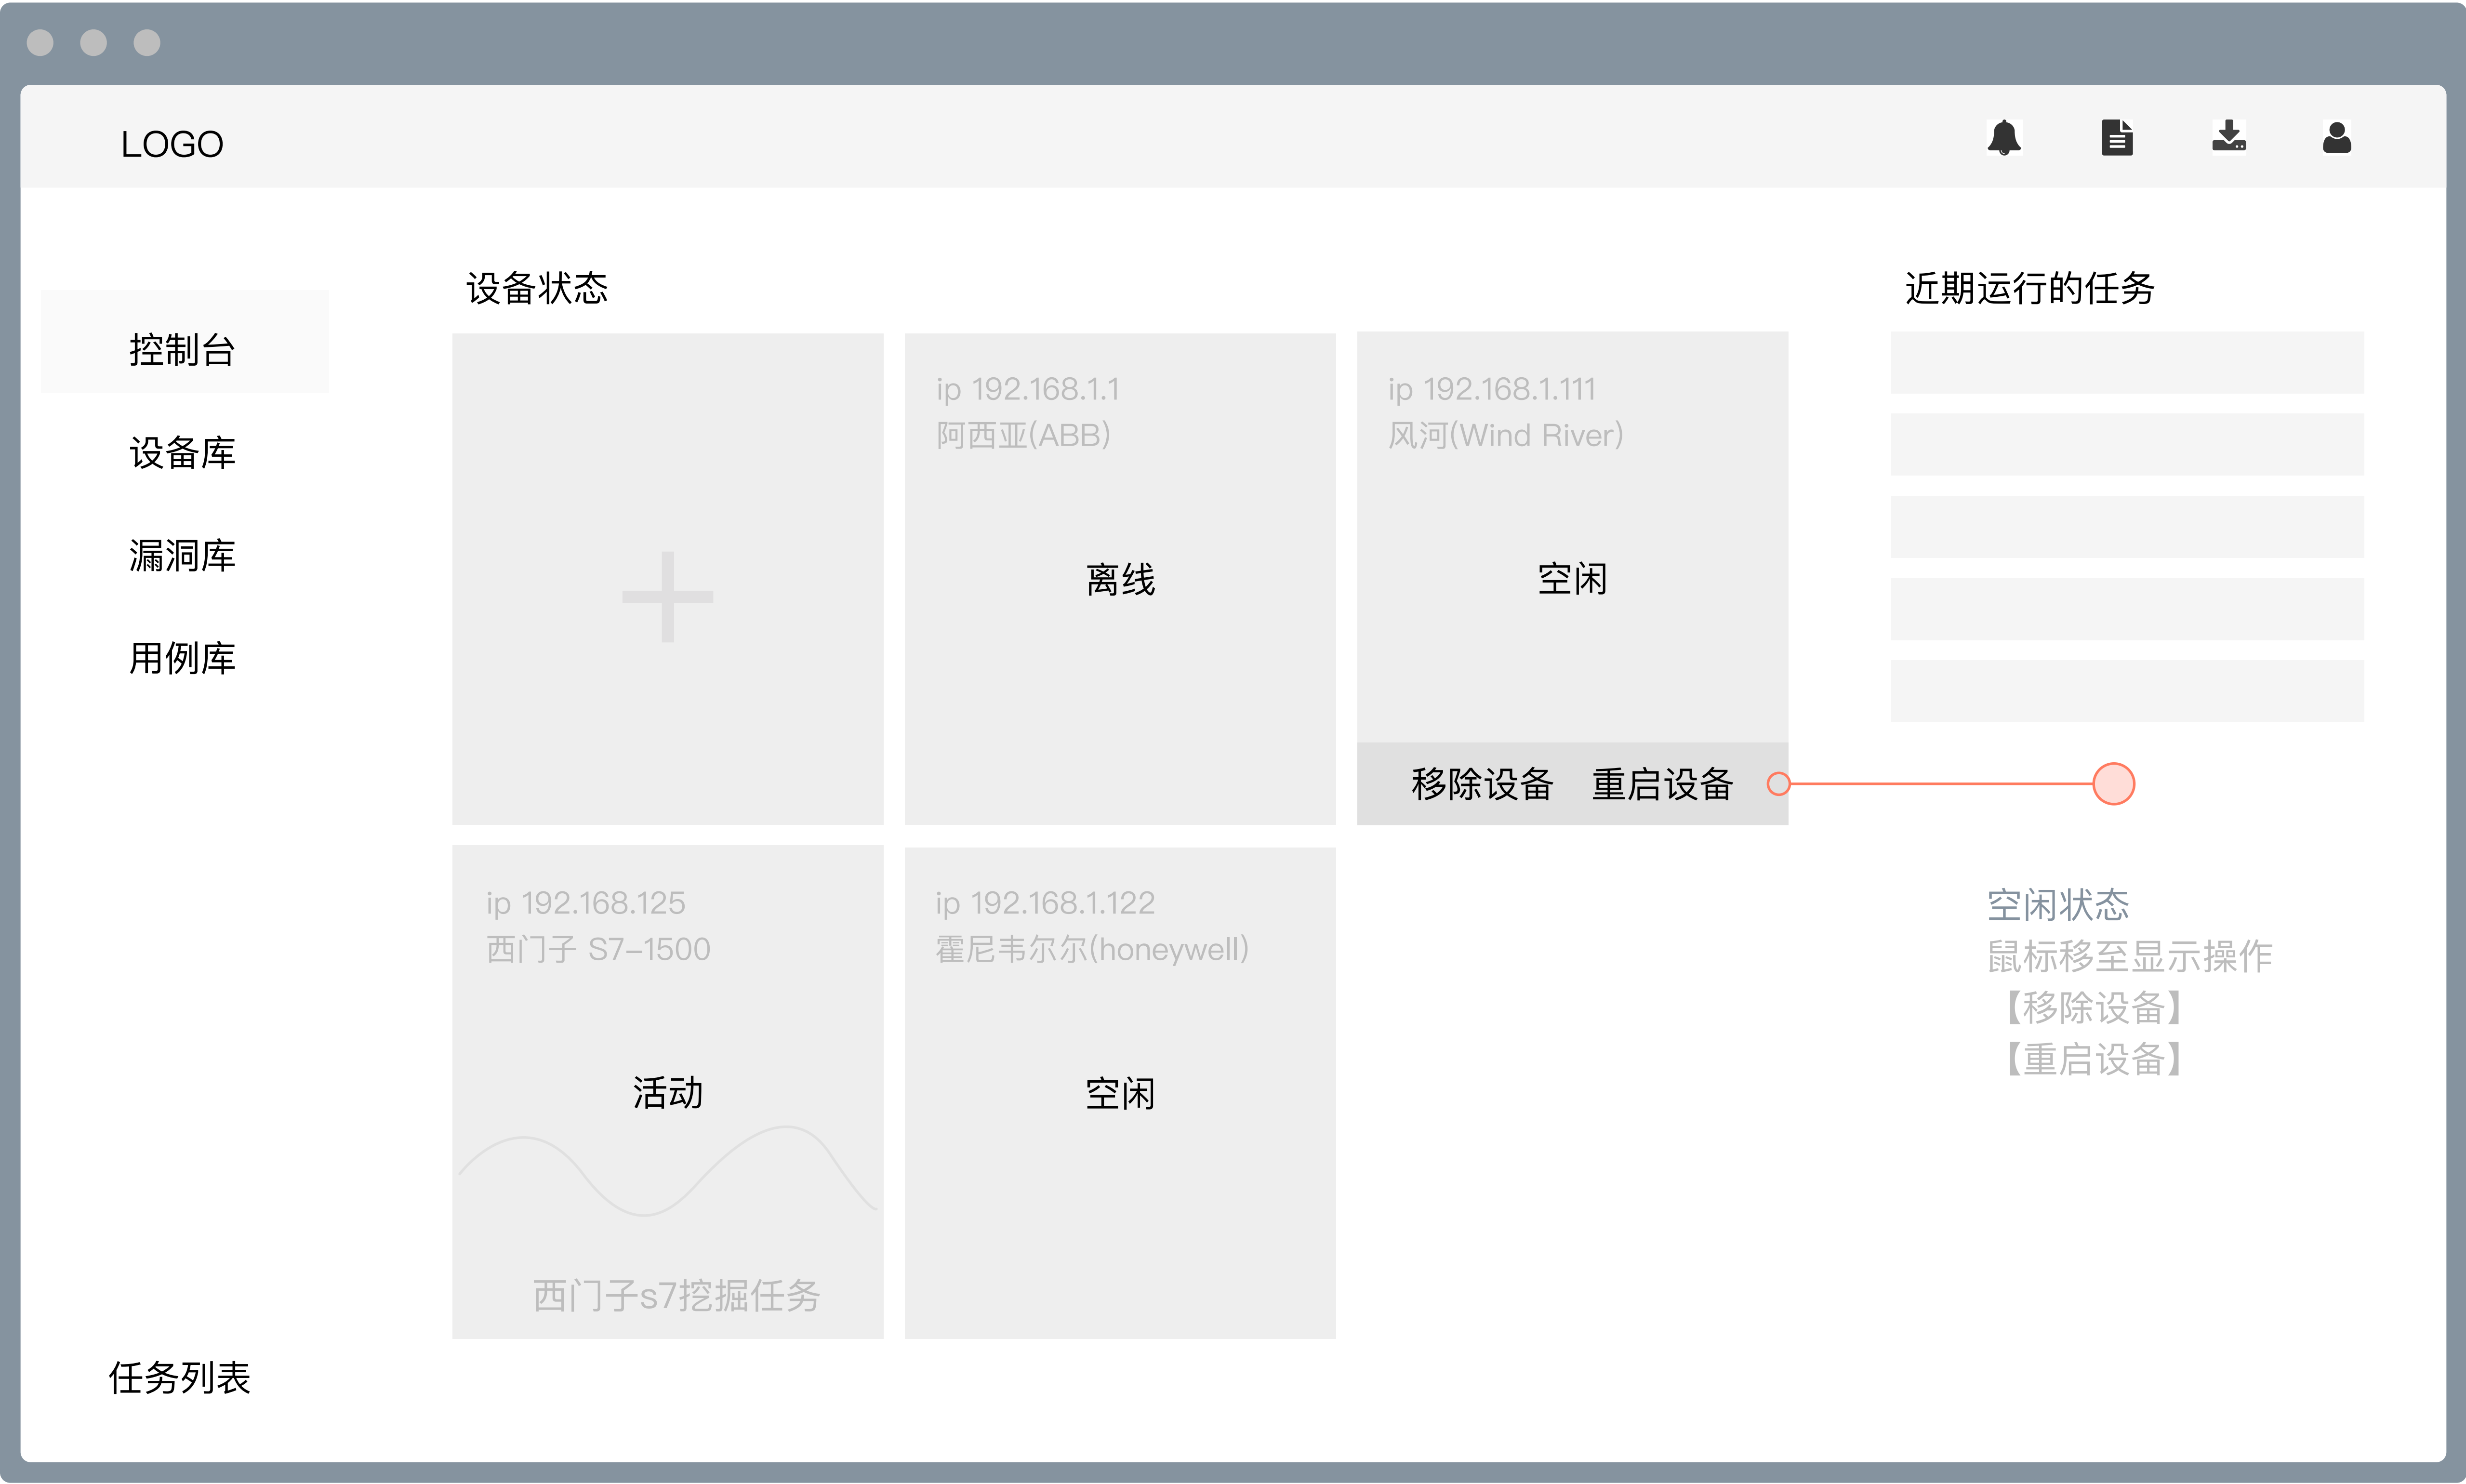 LOGO
控制台
设备库
漏洞库
用例库
任务列表
设备状态
ip 192.168.1.1
阿西亚(ABB)
离线
ip 192.168.1.111
风河(Wind River)
空闲
移除设备 重启设备
ip 192.168.125
西门子 S7-1500
活动
西门子s7挖掘任务
ip 192.168.1.122
霍尼韦尔尔(honeywell)
空闲
近期运行的任务
空闲状态
鼠标移至显示操作
【移除设备】
【重启设备】